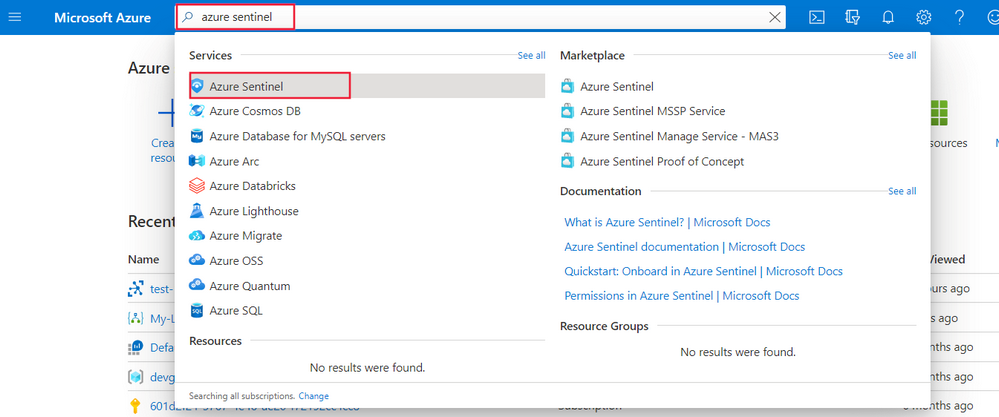 Microsoft Azure
azure sentinel
Azure
Services
See all
Azure Sentinel
Azure Cosmos DB
Azure Database for MySQL servers
Azure Arc
Azure Databricks
Azure Lighthouse
Azure Migrate
Azure OSS
Azure Quantum
Azure SQL
Resources
No results were found.
Searching all subscriptions. Change
Marketplace
See all
Azure Sentinel
Azure Sentinel MSSP Service
Azure Sentinel Manage Service - MAS3
Azure Sentinel Proof of Concept
Documentation
See all
What is Azure Sentinel? | Microsoft Docs
Azure Sentinel documentation | Microsoft Docs
Quickstart: Onboard in Azure Sentinel | Microsoft Docs
Permissions in Azure Sentinel | Microsoft Docs
Resource Groups
No results were found.
Crea
resou
Recent
Name
test-
My-L
Defa
devg
sources
Viewed
ours ago
s ago
nths ago
nths ago
nths ago